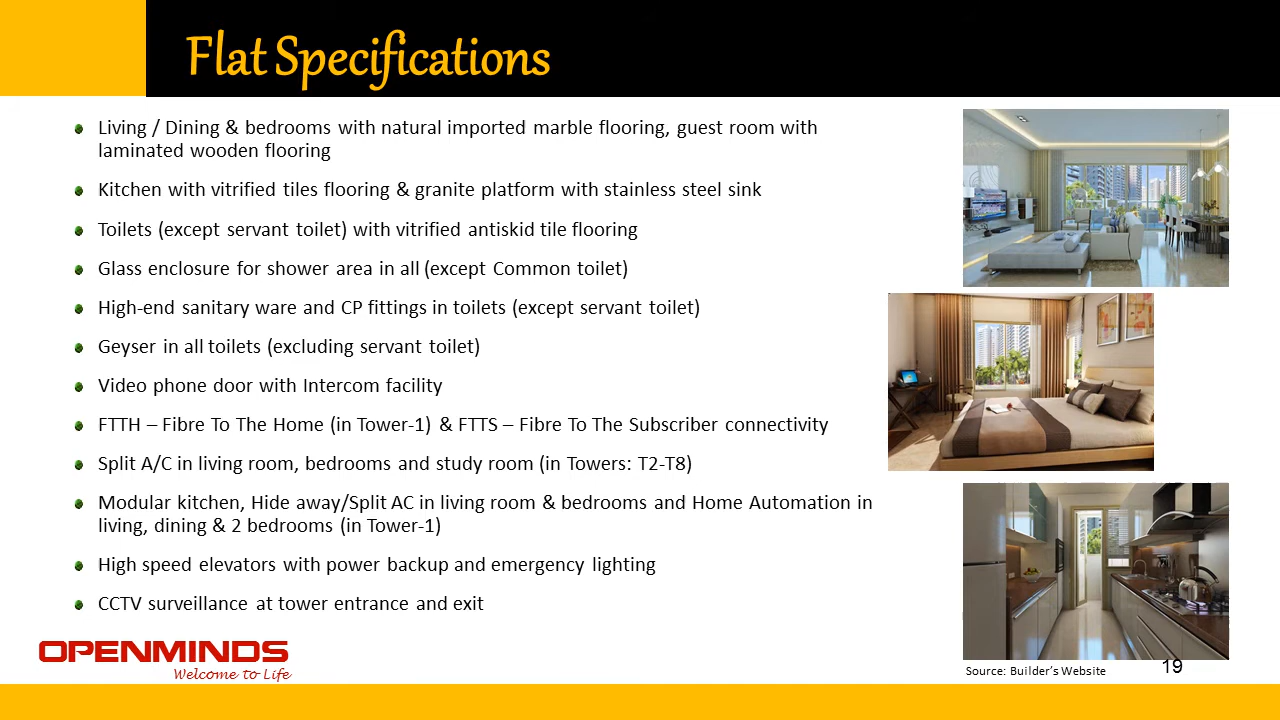 Flat Specifications
Living / Dining & bedrooms with natural imported marble flooring, guest room with
laminated wooden flooring
Kitchen with vitrified tiles flooring & granite platform with stainless steel sink
Toilets (except servant toilet) with vitrified antiskid tile flooring
Glass enclosure for shower area in all (except Common toilet)
High-end sanitary ware and CP fittings in toilets (except servant toilet)
Geyser in all toilets (excluding servant toilet)
Video phone door with Intercom facility
FTTH – Fibre To The Home (in Tower-1) & FTTS – Fibre To The Subscriber connectivity
Split A/C in living room, bedrooms and study room (in Towers: T2-T8)
Modular kitchen, Hide away/Split AC in living room & bedrooms and Home Automation in
living, dining & 2 bedrooms (in Tower-1)
High speed elevators with power backup and emergency lighting
CCTV surveillance at tower entrance and exit
OPENMINDS
Welcome to Life
Source: Builder’s Website
19